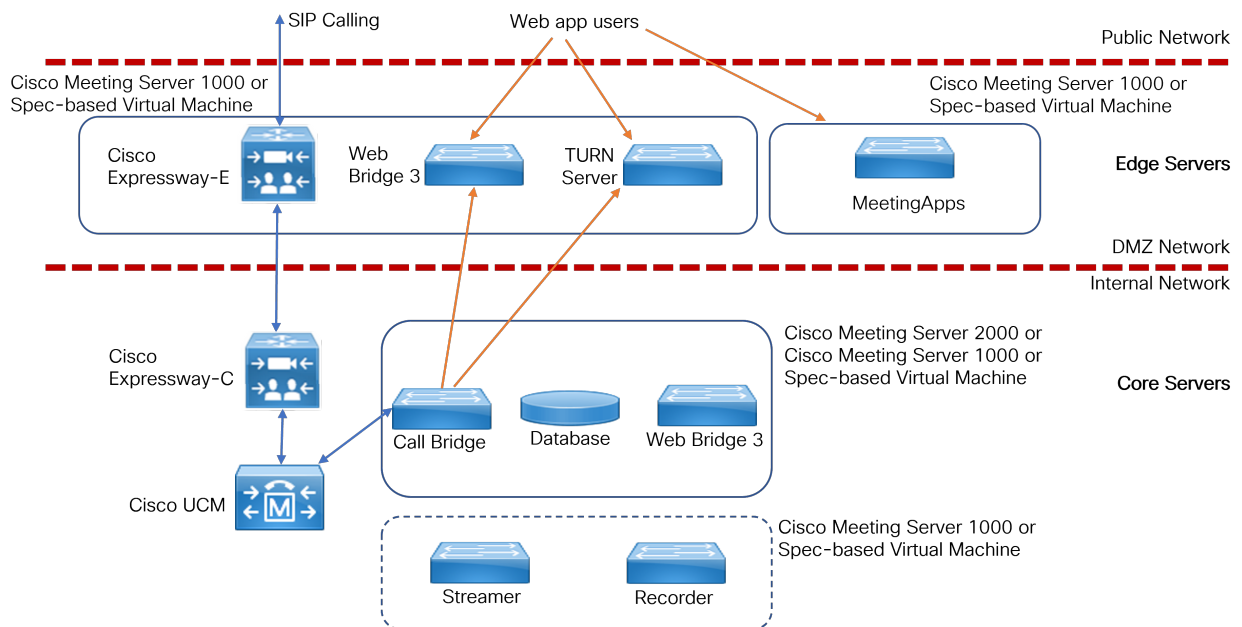 SIP Calling
Web app users
Public Network
Cisco Meeting Server 1000 or
Spec-based Virtual Machine
Cisco Meeting Server 1000 or
Spec-based Virtual Machine
Cisco
Expressway-E
Web
Bridge 3
TURN
Server
MeetingApps
Edge Servers
DMZ Network
Internal Network
Cisco
Expressway-C
Cisco Meeting Server 2000 or
Cisco Meeting Server 1000 or
Spec-based Virtual Machine
Core Servers
Call Bridge
Database
Web Bridge 3
Cisco UCM
M
Cisco Meeting Server 1000 or
Spec-based Virtual Machine
Streamer
Recorder